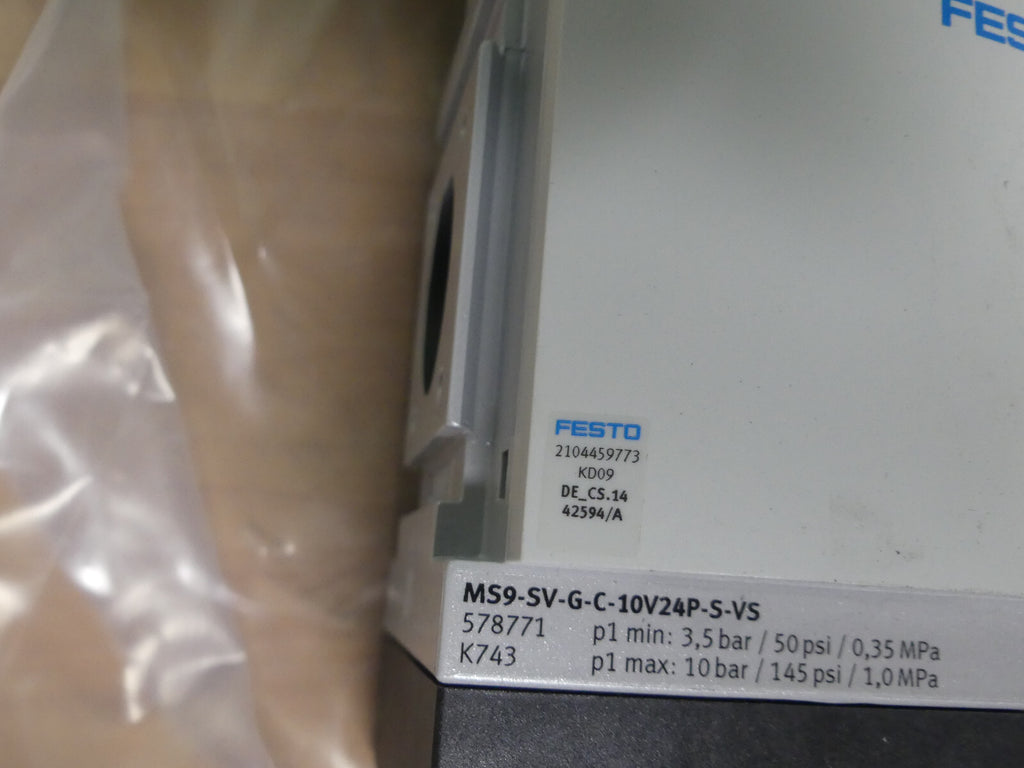 FES
FESTO
2104459773
KD09
DE_CS.14
42594/A
MS9-SV-G-C-10V24P-S-VS
578771 p1 min: 3,5 bar / 50 psi / 0,35 MPa
K743 p1 max: 10 bar / 145 psi / 1,0 MPa